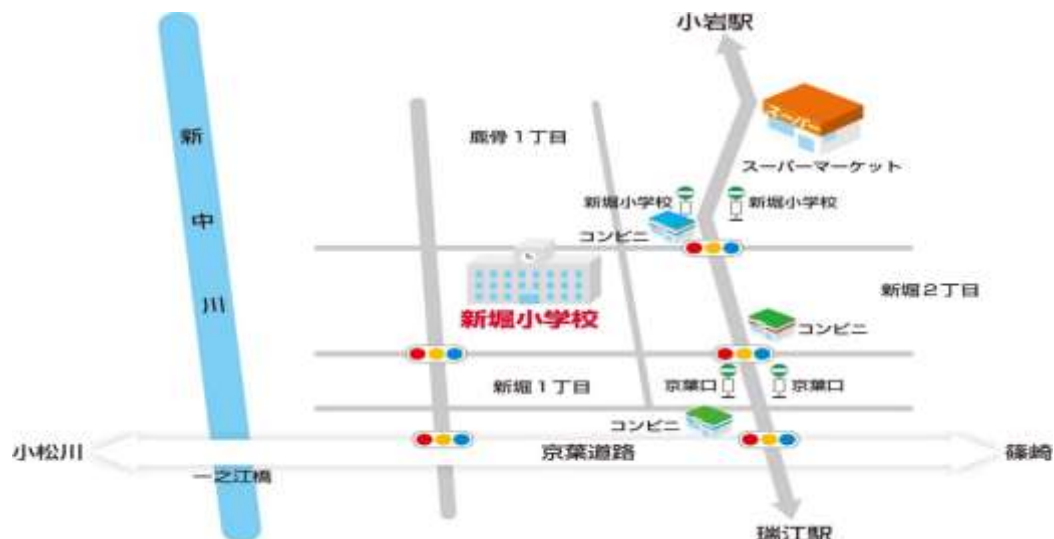 小岩駅
新中川
鹿骨1丁目
スーパー
スーパーマーケット
新堀小学校
新堀小学校
コンビニ
新堀小学校
新堀2丁目
コンビニ
新堀1丁目
京葉口
京葉口
コンビニ
小松川
京葉道路
篠崎
一之江橋
瑞江駅